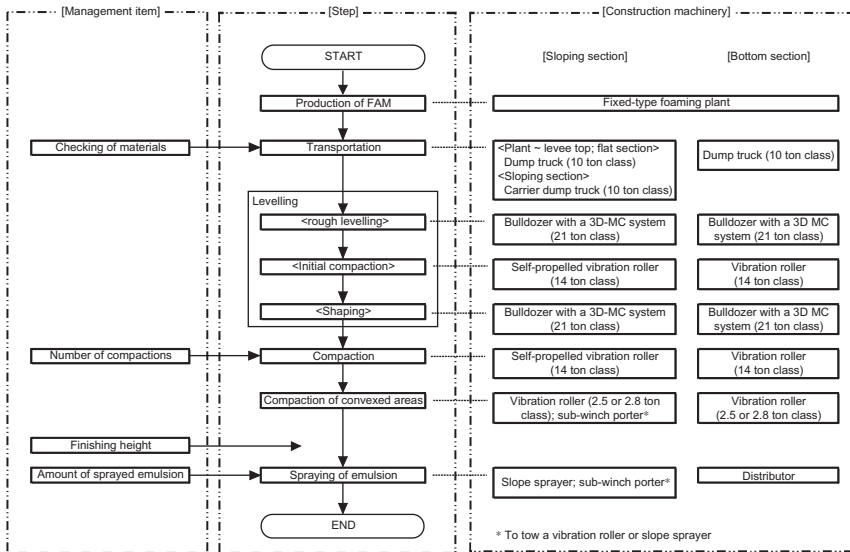 [Management item]
[Step]
[Construction machinery]
[Sloping section]
[Bottom section]
START
Production of FAM
Fixed-type foaming plant
Checking of materials
Transportation
<Plant ~ levee top; flat section>
Dump truck (10 ton class)
<Sloping section>
Carrier dump truck (10 ton class)
Dump truck (10 ton class)
Levelling
<rough levelling>
Bulldozer with a 3D-MC system
(21 ton class)
Bulldozer with a 3D MC
system (21 ton class)
<Initial compaction>
Self-propelled vibration roller
(14 ton class)
Vibration roller
(14 ton class)
<Shaping>
Bulldozer with a 3D-MC system
(21 ton class)
Bulldozer with a 3D MC
system (21 ton class)
Number of compactions
Compaction
Self-propelled vibration roller
(14 ton class)
Vibration roller
(14 ton class)
Compaction of convexed areas
Vibration roller (2.5 or 2.8 ton
class); sub-winch porter*
Vibration roller
(2.5 or 2.8 ton class)
Finishing height
Amount of sprayed emulsion
Spraying of emulsion
Slope sprayer; sub-winch porter*
Distributor
END
* To tow a vibration roller or slope sprayer